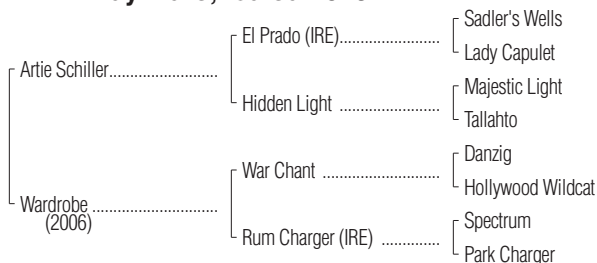 Sadler's Wells
El Prado (IRE)
Lady Capulet
Artie Schiller
Majestic Light
Hidden Light
Tallahto
Danzig
War Chant
Hollywood Wildcat
Wardrobe
(2006)
Spectrum
Rum Charger (IRE)
Park Charger